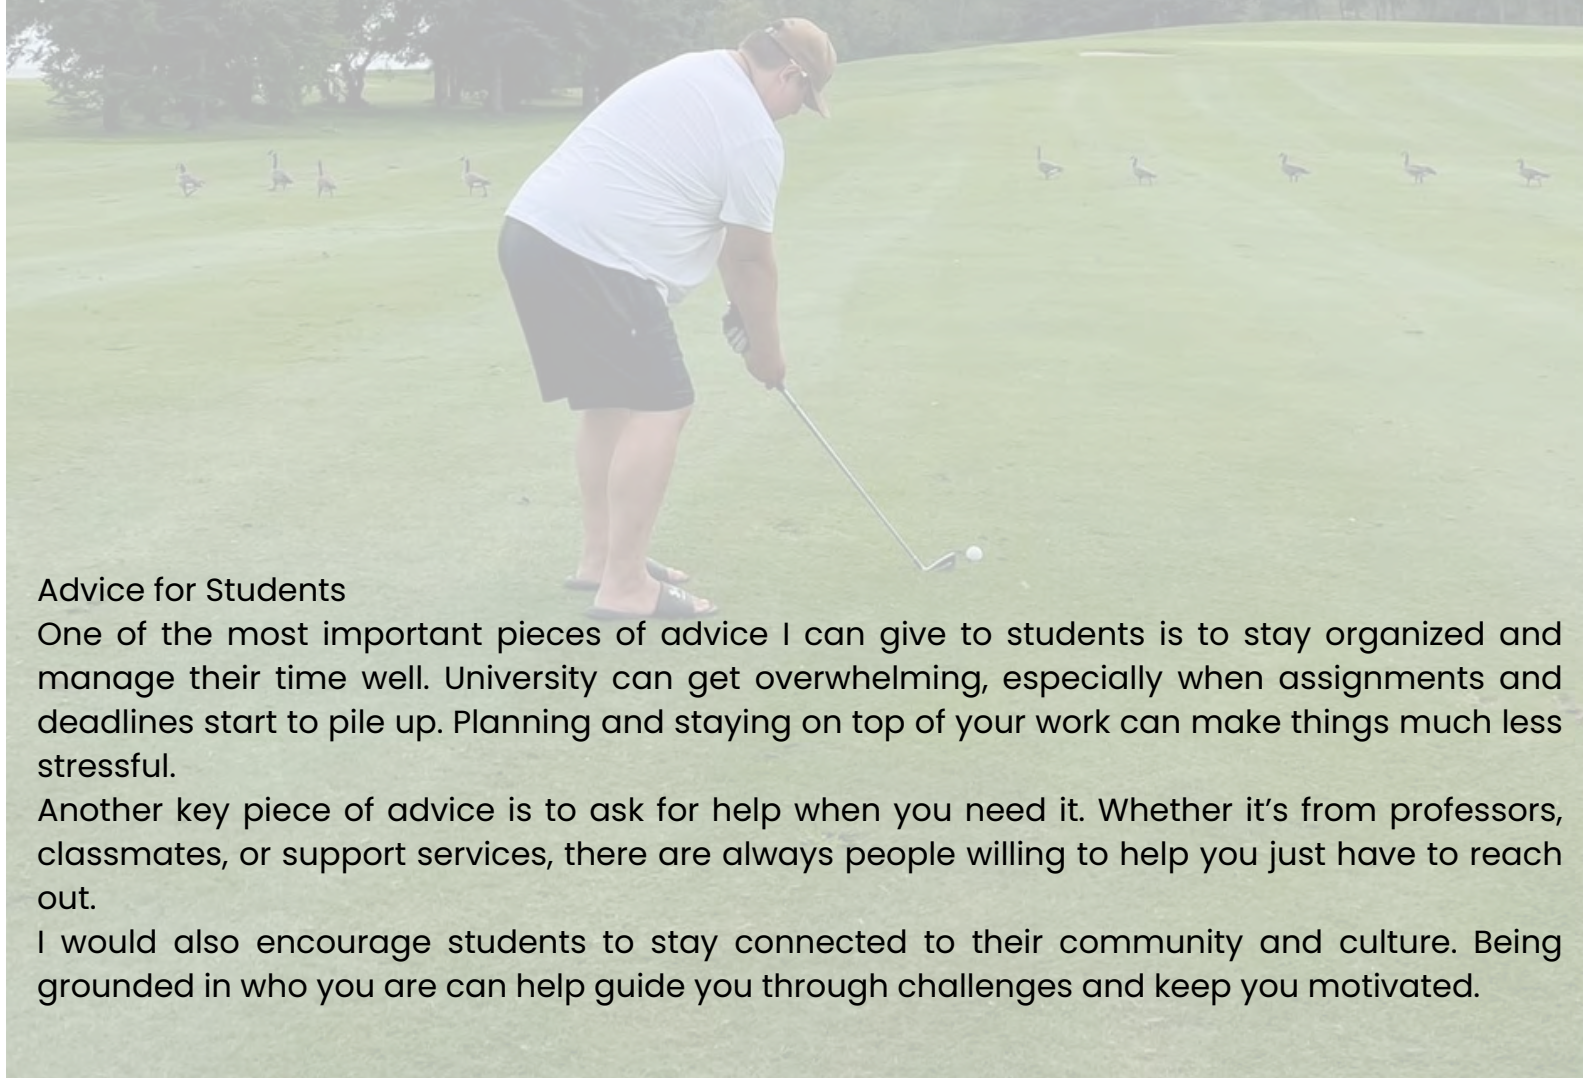 Advice for Students
One of the most important pieces of advice I can give to students is to stay organized and
manage their time well. University can get overwhelming, especially when assignments and
deadlines start to pile up. Planning and staying on top of your work can make things much less
stressful.
Another key piece of advice is to ask for help when you need it. Whether it’s from professors,
classmates, or support services, there are always people willing to help you just have to reach
out.
I would also encourage students to stay connected to their community and culture. Being
grounded in who you are can help guide you through challenges and keep you motivated.